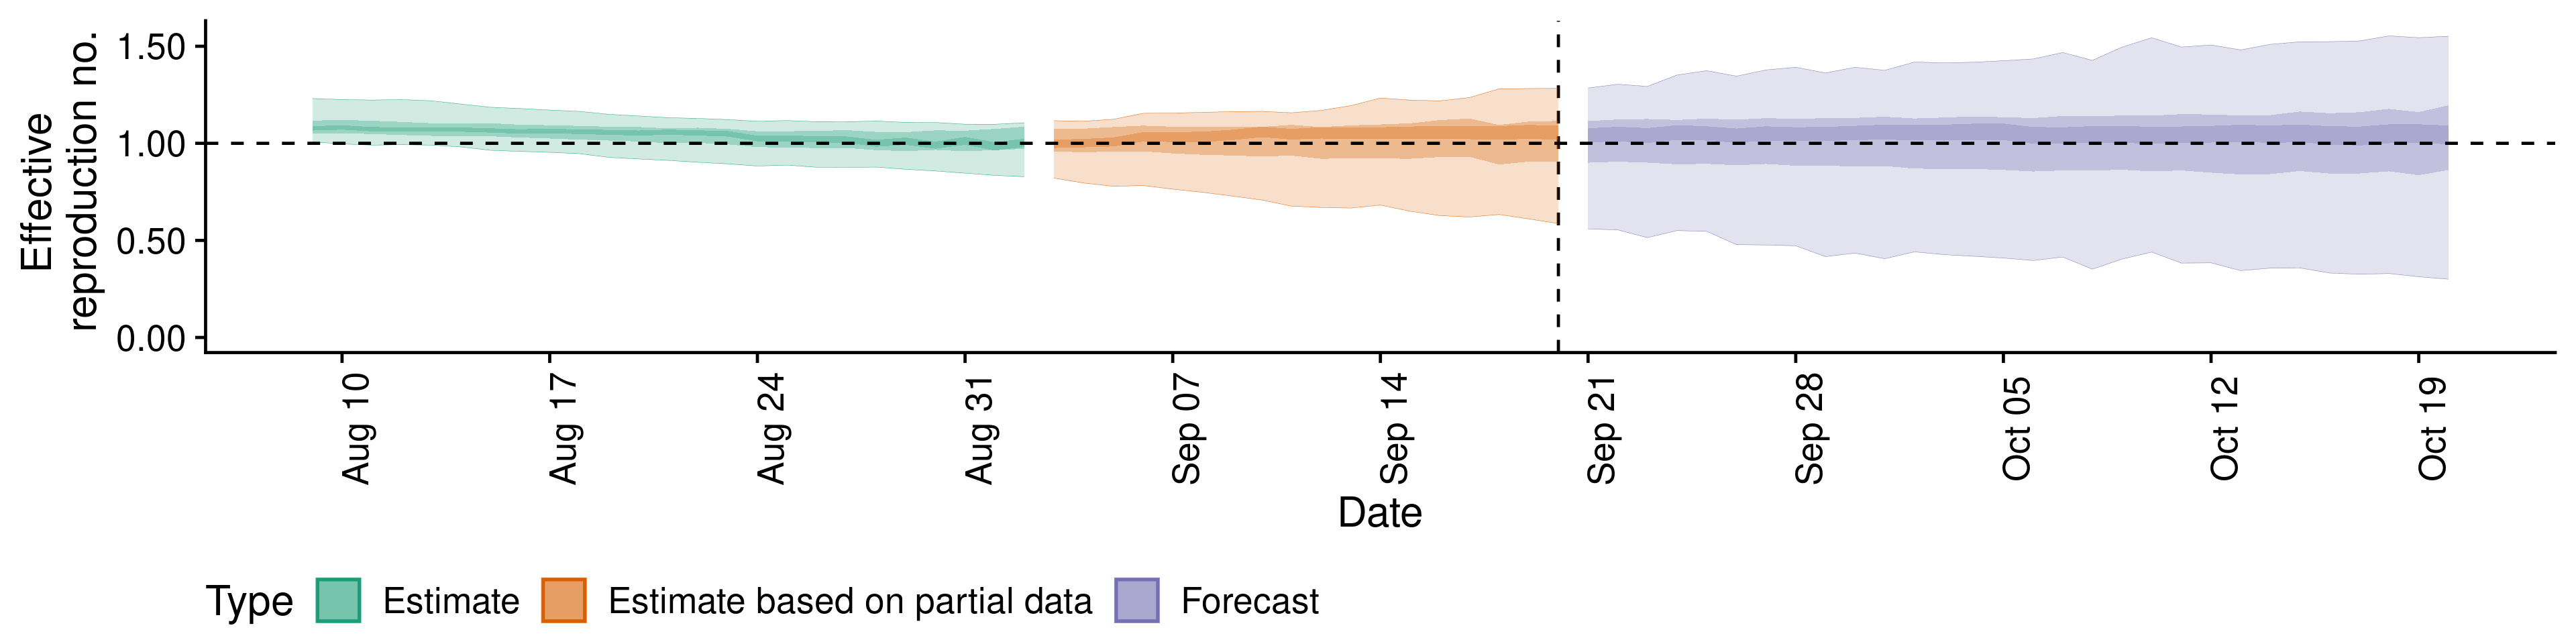 Effective
reproduction no.
1.50
1.00
0.50
0.00
Aug 10
Aug 17
Aug 24
Aug 31
Sep 07
Sep 14
Sep 21
Sep 28
Oct 05
Oct 12
Oct 19
Date
Type Estimate Estimate based on partial data Forecast